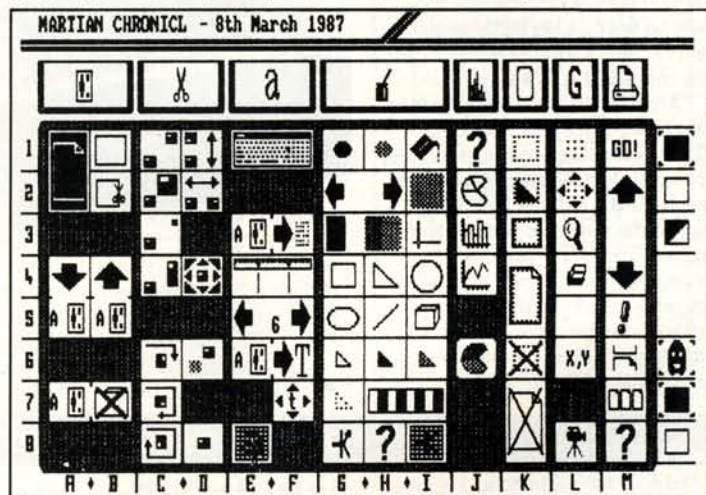 MARTIAN CHRONICL - 8th March 1987
a G
1 ? GO!
2
3 A
4
5 A A 6
6 A T X,Y
7 A t
8 ? ?
A ♦ B C ♦ D E ♦ F G ♦ H ♦ I J K L M